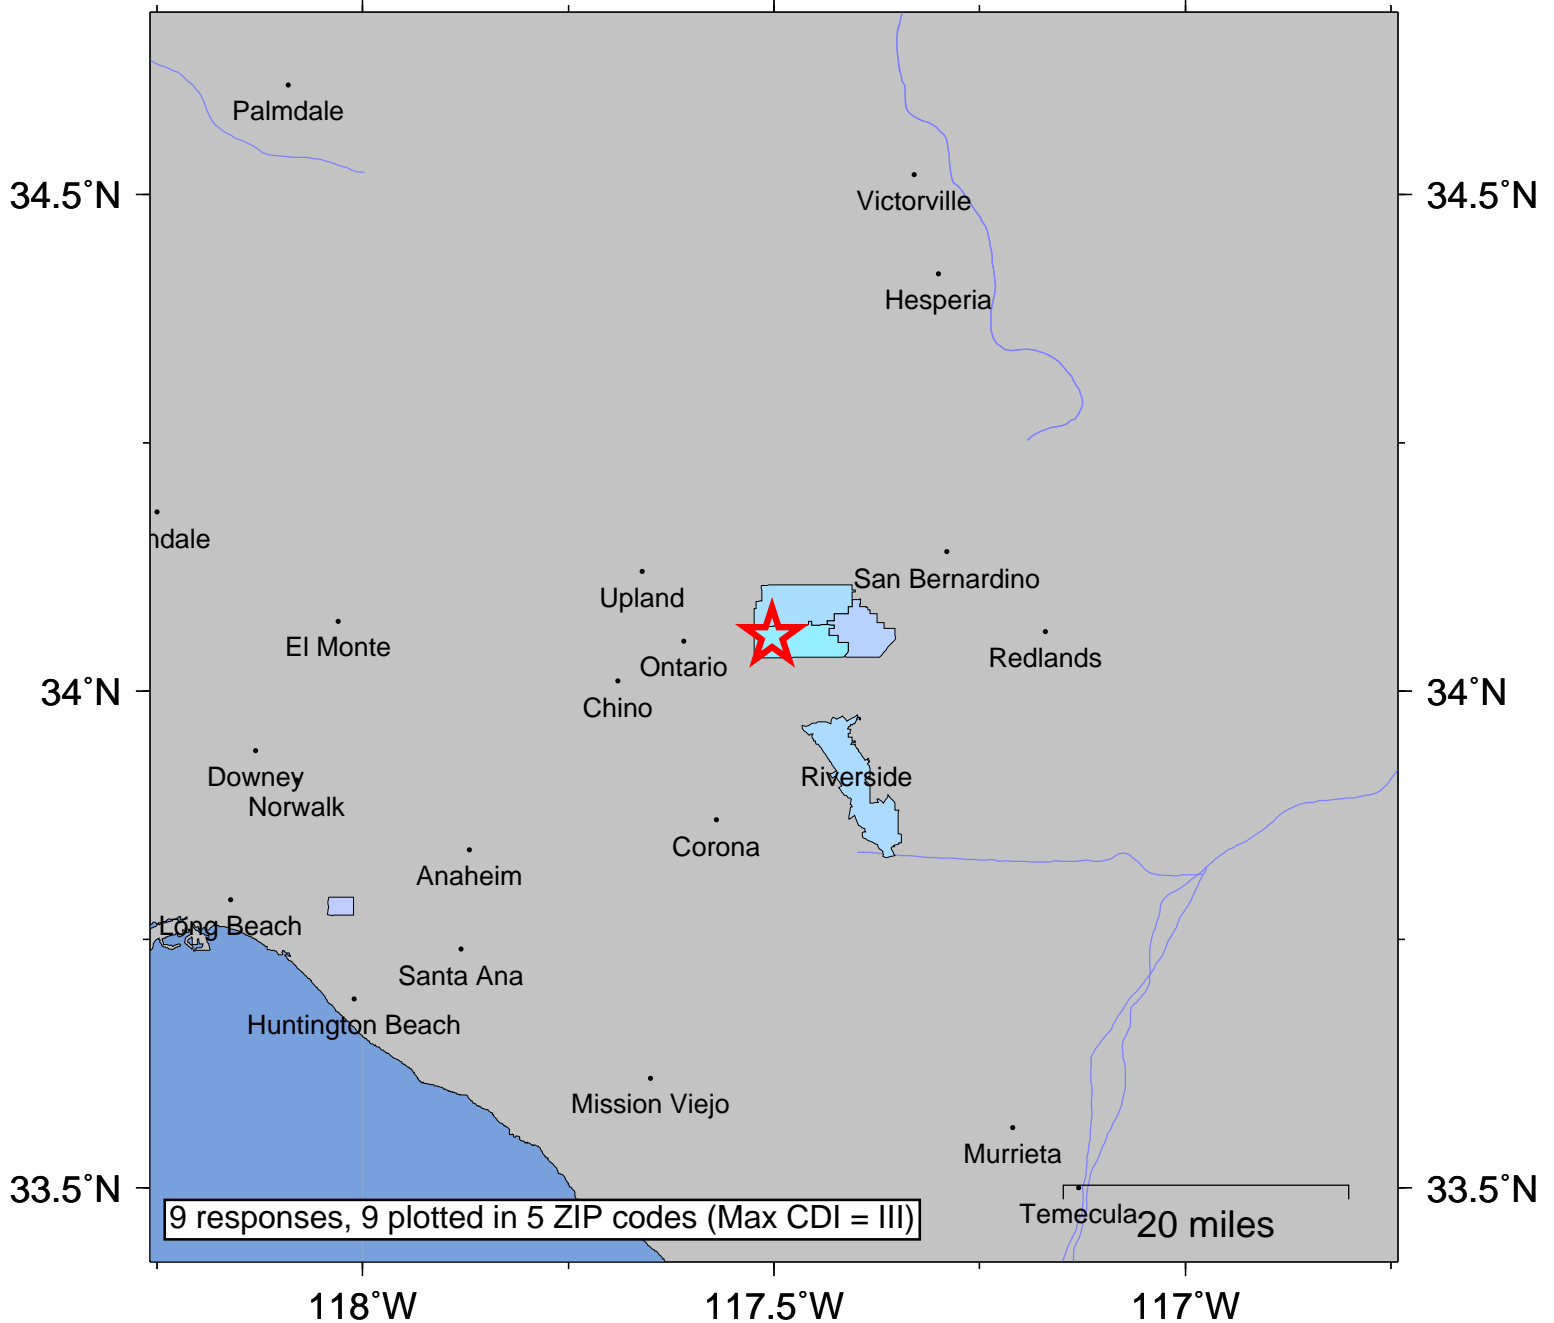 Palmdale
34.5°N
34.5°N
Victorville
Hesperia
ndale
San Bernardino
Upland
El Monte
Ontario
Redlands
34°N
34°N
Chino
Downey
Riverside
Norwalk
Corona
Anaheim
Long Beach
Santa Ana
Huntington Beach
Mission Viejo
Murrieta
33.5°N
33.5°N
9 responses, 9 plotted in 5 ZIP codes (Max CDI = III)
Temecula
20 miles
118°W
117.5°W
117°W